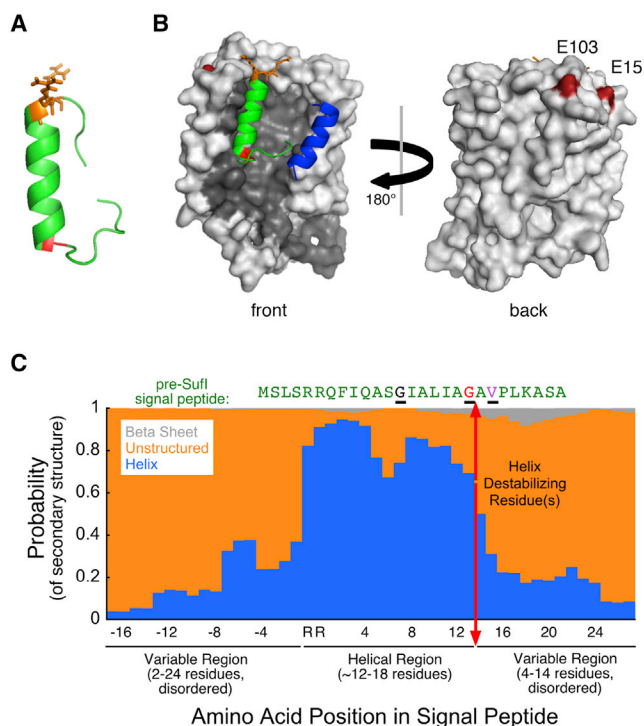 A
B
E103
E15
180°
front
back
C
pre-SufI
signal peptide:
MSLSRRQFIQASGIALIAGAVPLKASA
Probability
(of secondary structure)
1
0.8
0.6
0.4
0.2
0
Beta Sheet
Unstructured
Helix
Helix
Destabilizing
Residue(s)
-16 -12 -8 -4 RR 4 8 12 16 20 24
Variable Region Helical Region Variable Region
(2-24 residues, (~12-18 residues) (4-14 residues,
disordered) disordered)
Amino Acid Position in Signal Peptide